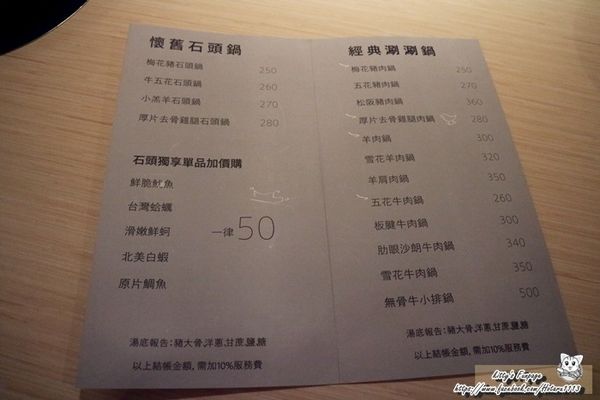 懷舊石頭鍋
梅花豬石頭鍋 250
牛五花石頭鍋 260
小羔羊石頭鍋 270
厚片去骨雞腿石頭鍋 280
石頭獨享單品加價購
鮮脆魷魚
台灣蛤蠣
滑嫩鮮蚵 一律50
北美白蝦
原片鯛魚
湯底報告:豬大骨,洋蔥,甘蔗,鹽,糖
以上結帳金額,需加10%服務費
經典涮涮鍋
梅花豬肉鍋 250
五花豬肉鍋 270
松阪豬肉鍋 360
厚片去骨雞腿肉鍋 280
羊肉鍋 300
雪花羊肉鍋 320
羊肩肉鍋 350
五花牛肉鍋 260
板腱牛肉鍋 300
肋眼沙朗牛肉鍋 340
雪花牛肉鍋 350
無骨牛小排鍋 500
湯底報告:豬大骨,洋蔥,甘蔗,鹽,糖
以上結帳金額,需加10%服務費
https://www.facebook.com/Hotaru1113